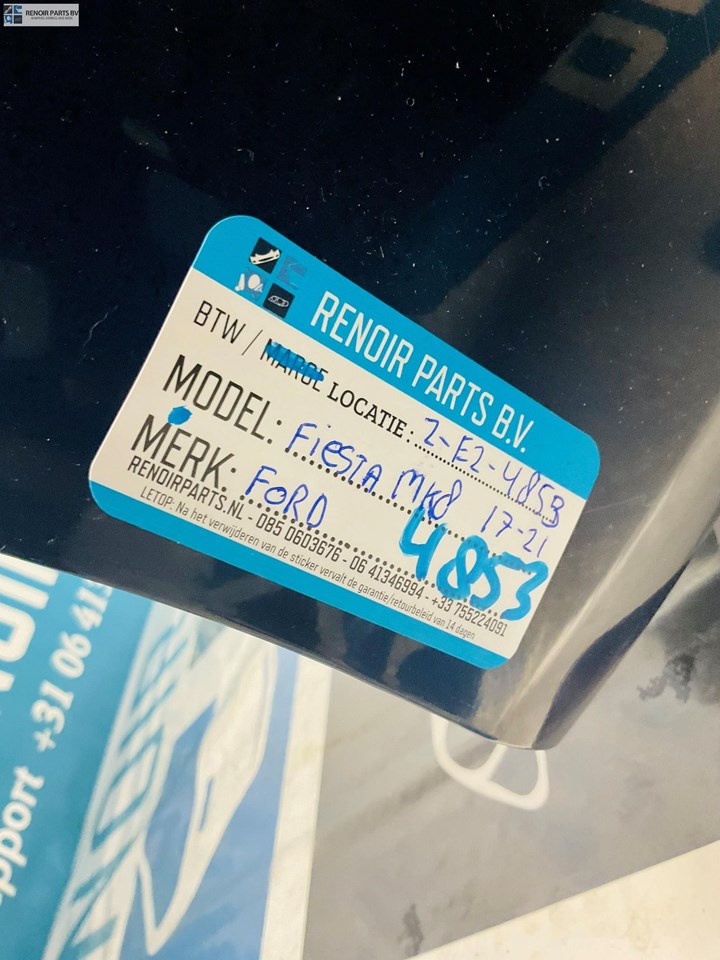 RENOIR PARTS BV
RENOIR PARTS B.V.
BTW / MARGE LOCATIE: 2-E2-4853
MODEL: FiESTA MK8 17-21
MERK: FORD
4853
RENOIRPARTS.NL - 085 0603676 - 06 41346994 - +33 755224091
LETOP: Na het verwijderen van de sticker vervalt de garantie/retourbeleid van 14 dagen
+31 06 41
pport